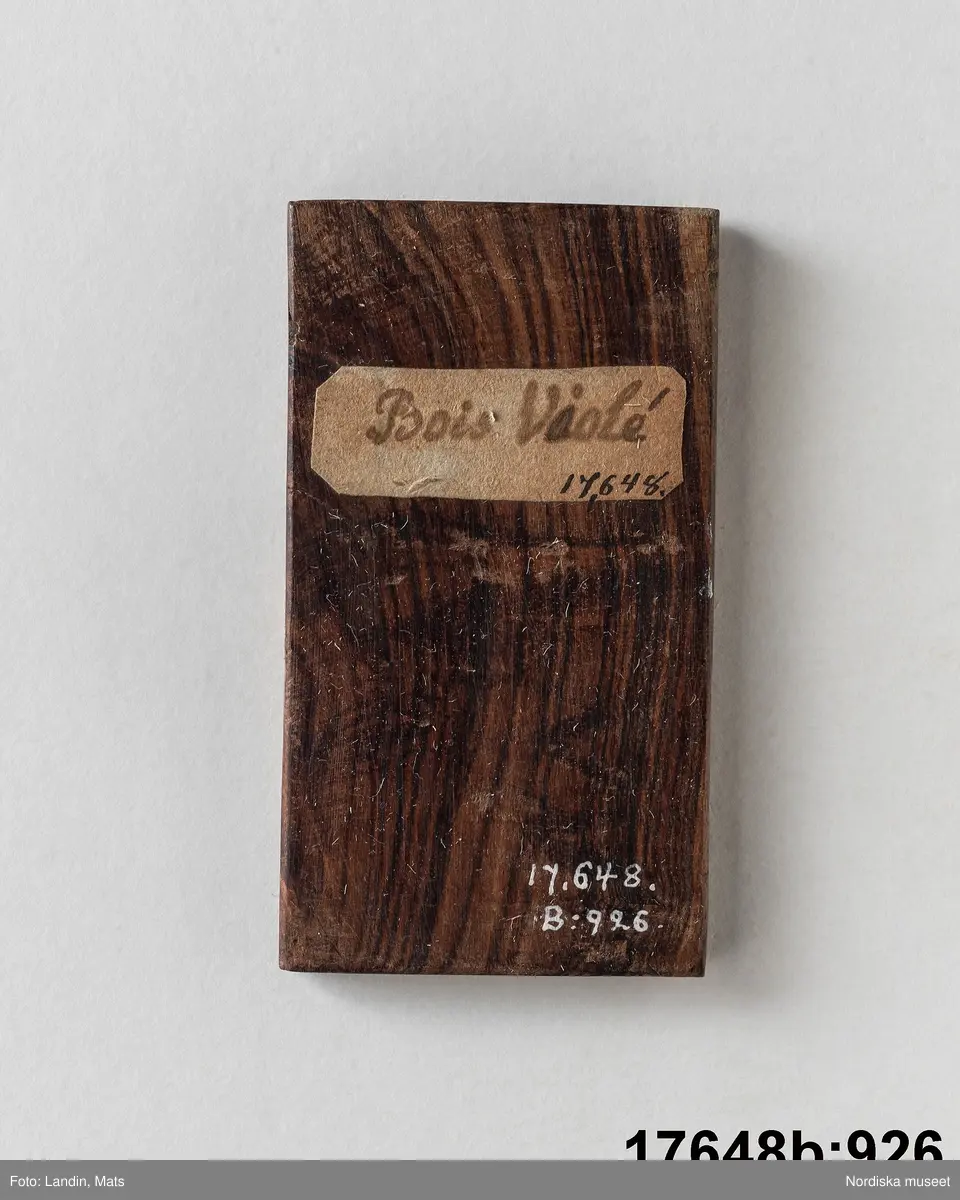 Bois Violé
17,648.
17.648.
B:926.
17648b:926
Foto: Landin, Mats
Nordiska museet